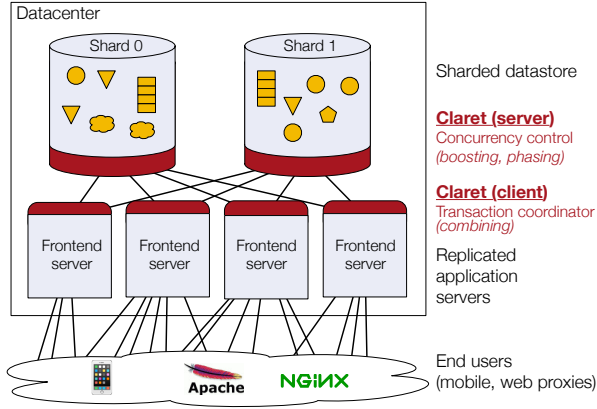 Datacenter
Shard 0
Shard 1
Sharded datastore
Claret (server)
Concurrency control
(boosting, phasing)
Claret (client)
Transaction coordinator
(combining)
Frontend
server
Frontend
server
Frontend
server
Frontend
server
Replicated
application
servers
Apache
NGiNX
End users
(mobile, web proxies)